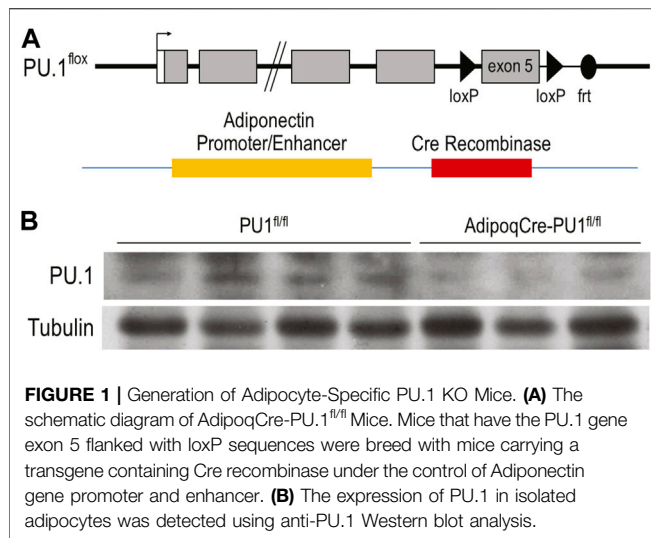 A
PU.1flox
exon 5
loxP
loxP
frt
Adiponectin
Promoter/Enhancer
Cre Recombinase
B
PU1fl/fl
AdipoqCre-PU1fl/fl
PU.1
Tubulin
FIGURE 1 | Generation of Adipocyte-Specific PU.1 KO Mice. (A) The
schematic diagram of AdipoqCre-PU.1fl/fl Mice. Mice that have the PU.1 gene
exon 5 flanked with loxP sequences were breed with mice carrying a
transgene containing Cre recombinase under the control of Adiponectin
gene promoter and enhancer. (B) The expression of PU.1 in isolated
adipocytes was detected using anti-PU.1 Western blot analysis.